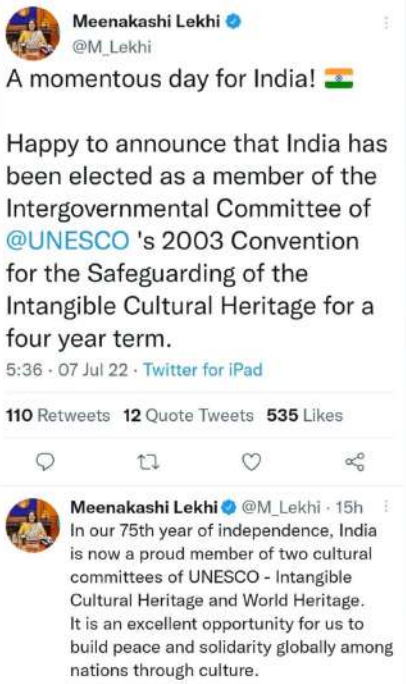 Meenakashi Lekhi
@M_Lekhi
A momentous day for India! 🇮🇳
Happy to announce that India has
been elected as a member of the
Intergovernmental Committee of
@UNESCO 's 2003 Convention
for the Safeguarding of the
Intangible Cultural Heritage for a
four year term.
5:36 · 07 Jul 22 · Twitter for iPad
110 Retweets 12 Quote Tweets 535 Likes
Meenakashi Lekhi @M_Lekhi · 15h
In our 75th year of independence, India
is now a proud member of two cultural
committees of UNESCO - Intangible
Cultural Heritage and World Heritage.
It is an excellent opportunity for us to
build peace and solidarity globally among
nations through culture.